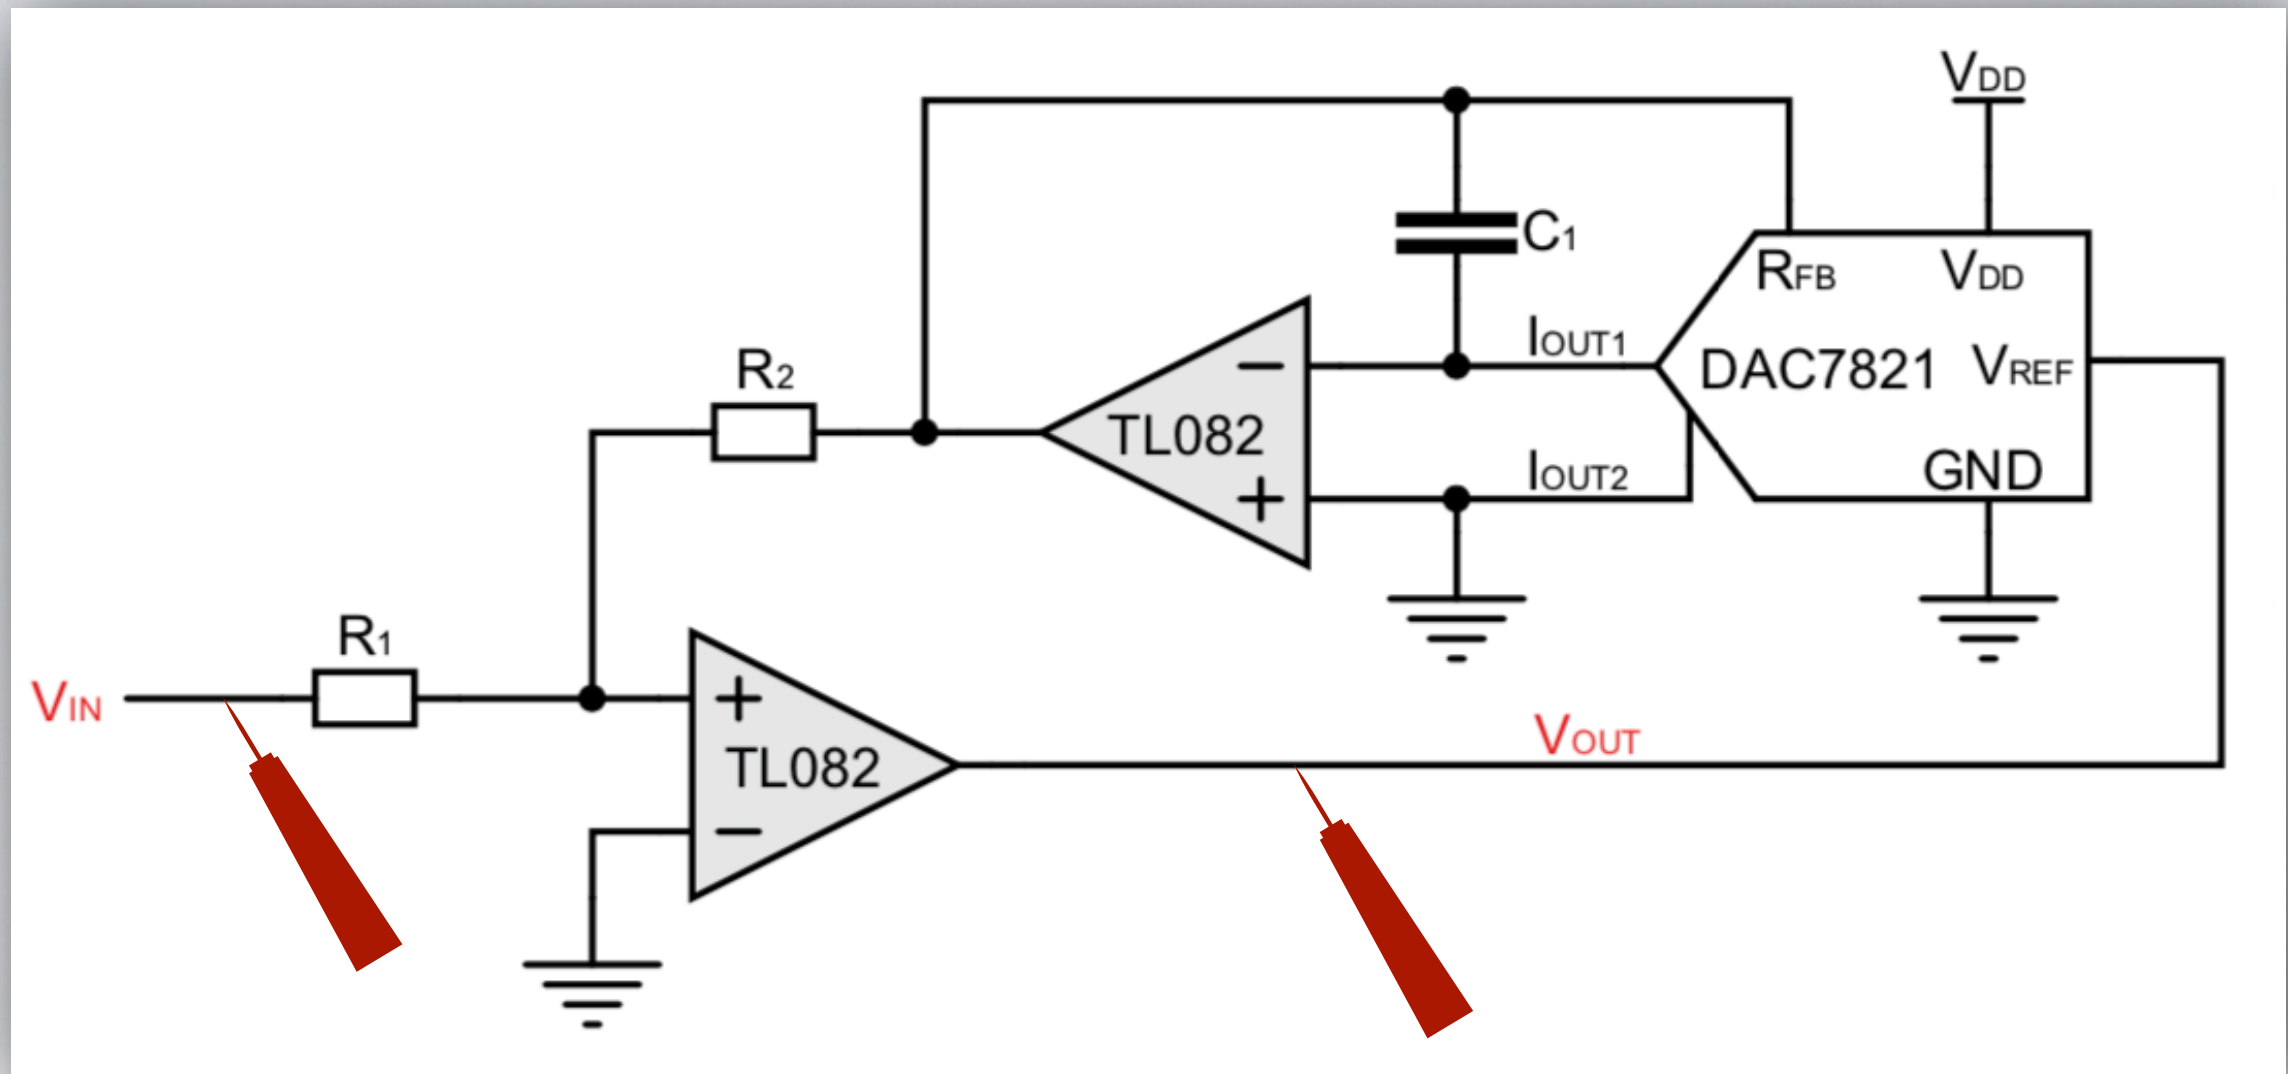 VDD
C1
RFB VDD
IOUT1
DAC7821 VREF
R2
−
TL082
+
IOUT2
GND
R1
VIN
+
TL082
−
VOUT